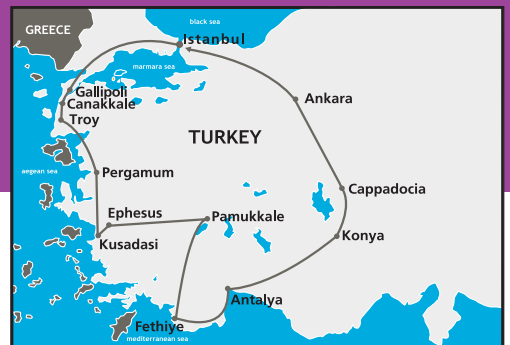 black sea
GREECE
Istanbul
marmara sea
Gallipoli
Canakkale
Troy
Ankara
TURKEY
aegean sea
Pergamum
Cappadocia
Ephesus
Pamukkale
Kusadasi
Konya
Antalya
Fethiye
mediterranean sea